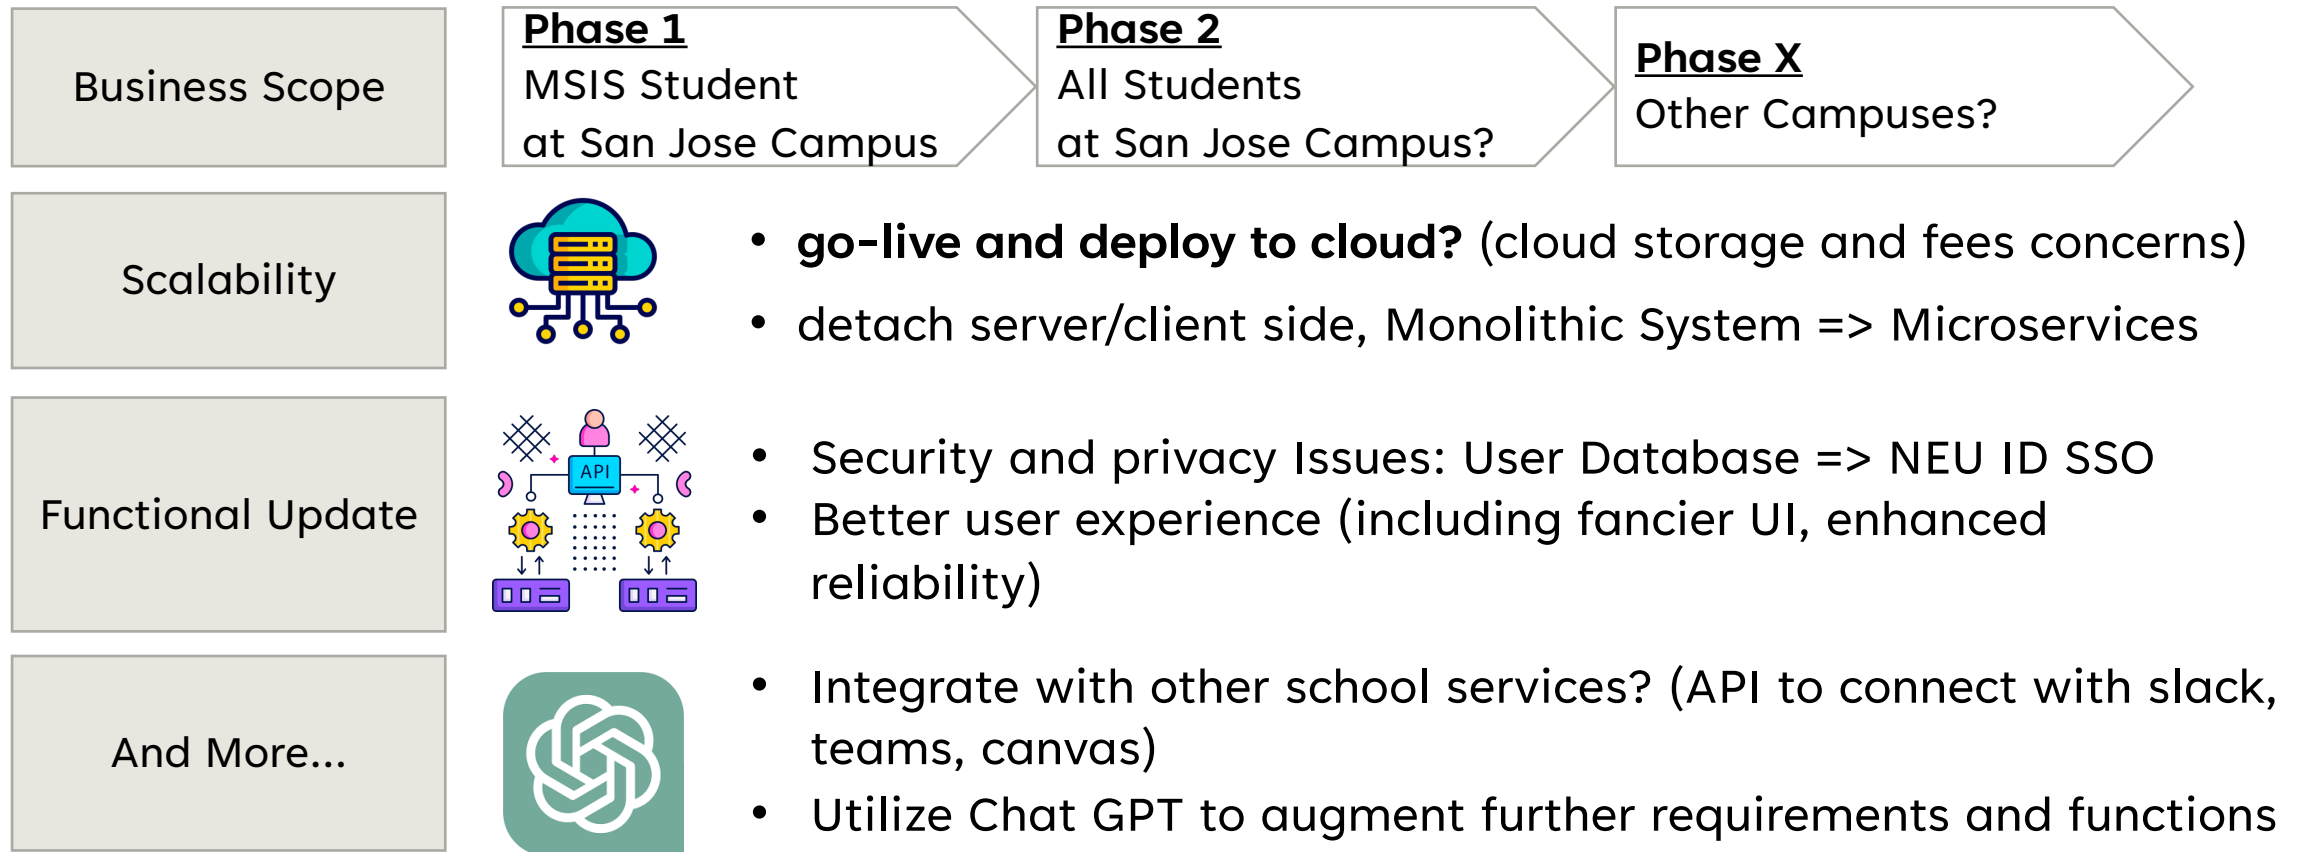 Business Scope
Phase 1
MSIS Student
at San Jose Campus
Phase 2
All Students
at San Jose Campus?
Phase X
Other Campuses?
Scalability
• go-live and deploy to cloud? (cloud storage and fees concerns)
• detach server/client side, Monolithic System => Microservices
Functional Update
API
• Security and privacy Issues: User Database => NEU ID SSO
• Better user experience (including fancier UI, enhanced
reliability)
And More...
• Integrate with other school services? (API to connect with slack,
teams, canvas)
• Utilize Chat GPT to augment further requirements and functions